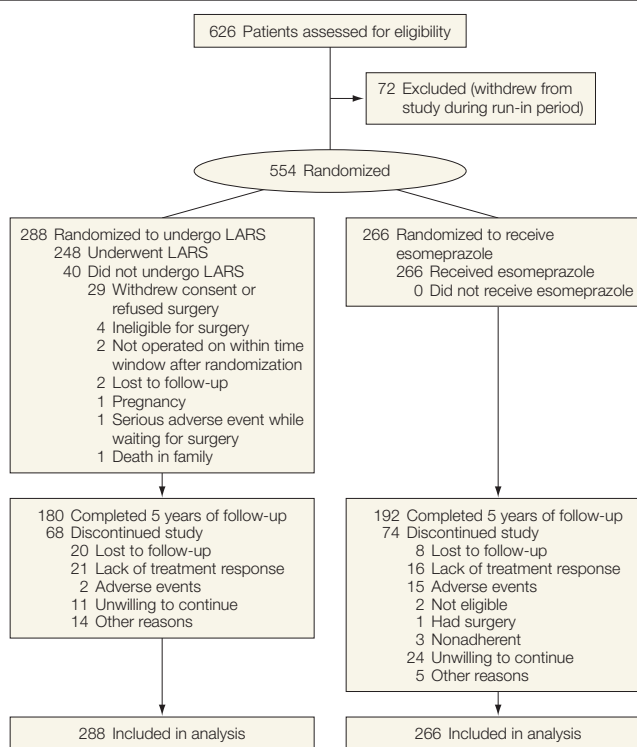 626 Patients assessed for eligibility
72 Excluded (withdrew from
study during run-in period)
554 Randomized
288 Randomized to undergo LARS
248 Underwent LARS
40 Did not undergo LARS
29 Withdrew consent or
refused surgery
4 Ineligible for surgery
2 Not operated on within time
window after randomization
2 Lost to follow-up
1 Pregnancy
1 Serious adverse event while
waiting for surgery
1 Death in family
266 Randomized to receive
esomeprazole
266 Received esomeprazole
0 Did not receive esomeprazole
180 Completed 5 years of follow-up
68 Discontinued study
20 Lost to follow-up
21 Lack of treatment response
2 Adverse events
11 Unwilling to continue
14 Other reasons
192 Completed 5 years of follow-up
74 Discontinued study
8 Lost to follow-up
16 Lack of treatment response
15 Adverse events
2 Not eligible
1 Had surgery
3 Nonadherent
24 Unwilling to continue
5 Other reasons
288 Included in analysis
266 Included in analysis